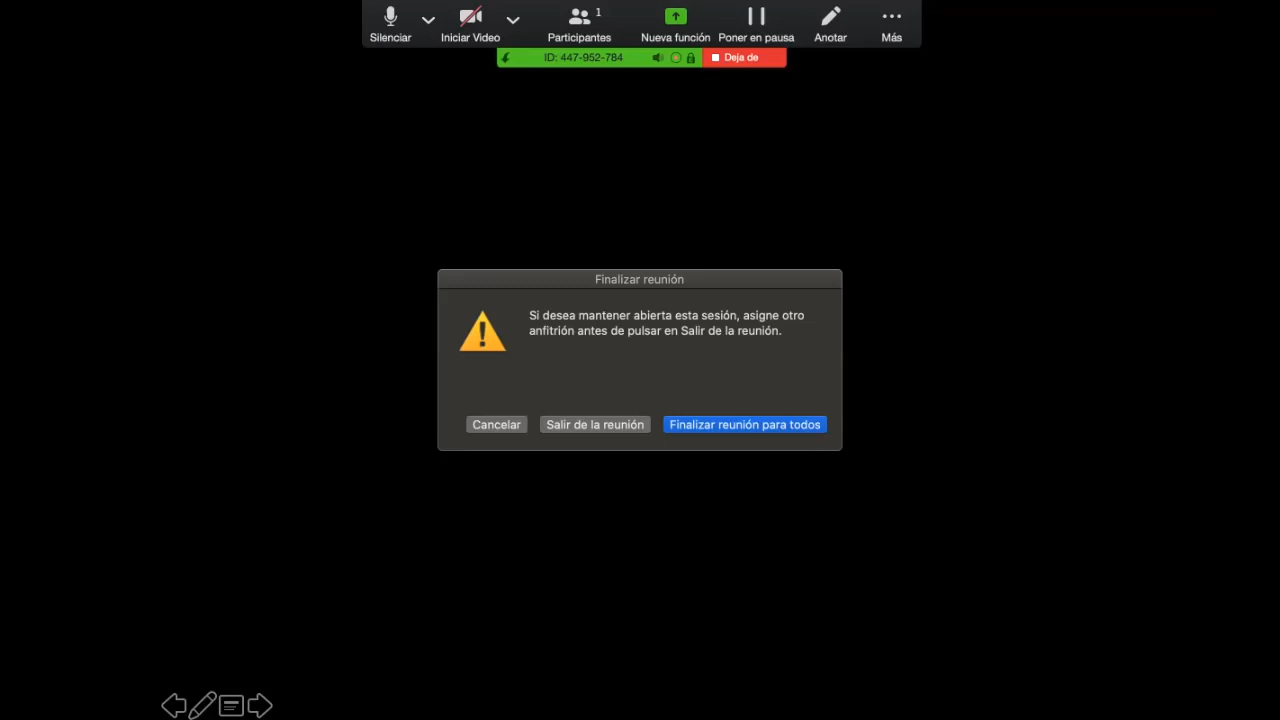 1
Silenciar Iniciar Video Participantes Nueva función Poner en pausa Anotar Más
ID: 447-952-784 Deja de
Finalizar reunión
Si desea mantener abierta esta sesión, asigne otro
anfitrión antes de pulsar en Salir de la reunión.
Cancelar Salir de la reunión Finalizar reunión para todos